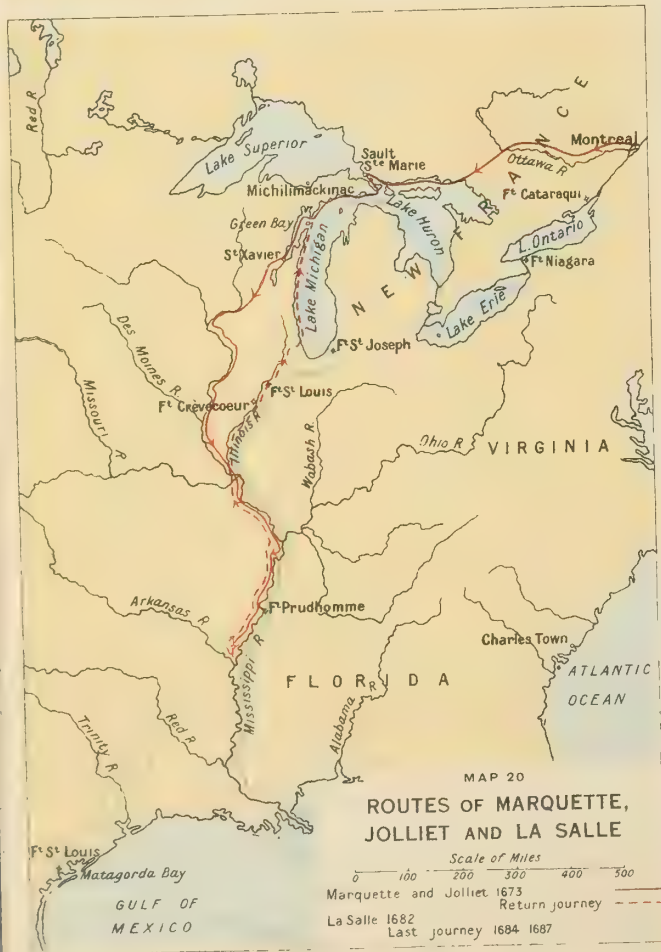 Red R
Lake Superior
Sault
Ste Marie
Michilimackinac
Montreal
Ottawa R
Ft Cataraqui
NEW FRANCE
Green Bay
St Xavier
Lake Michigan
Lake Huron
L. Ontario
Ft Niagara
Lake Erie
Ft St Joseph
Des Moines R
Missouri R
Ft Crèvecoeur
Ft St Louis
Illinois R
Wabash R
Ohio R
VIRGINIA
Arkansas R
Ft Prudhomme
Mississippi R
FLORIDA
Charles Town
ATLANTIC
OCEAN
Alabama R
Trinity R
Red R
Ft St Louis
Matagorda Bay
GULF OF
MEXICO
MAP 20
ROUTES OF MARQUETTE,
JOLLIET AND LA SALLE
Scale of Miles
0 100 200 300 400 500
Marquette and Jolliet 1673
Return journey
La Salle 1682
Last journey 1684 1687